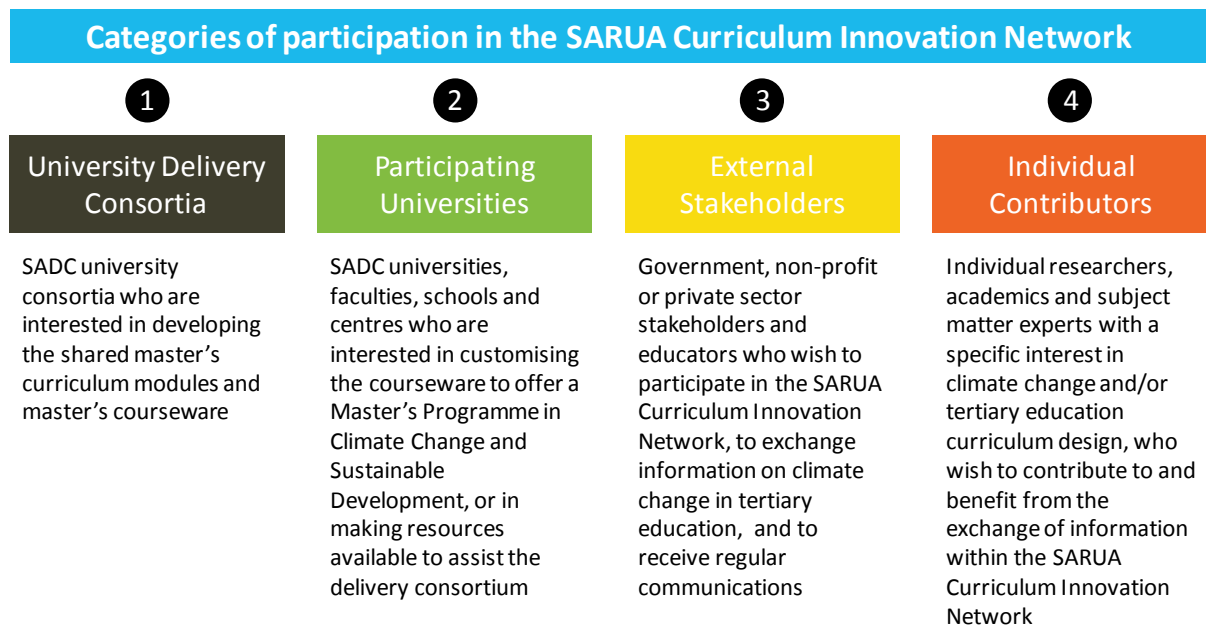 Categories of participation in the SARUA Curriculum Innovation Network
1
University Delivery
Consortia
SADC university
consortia who are
interested in developing
the shared master's
curriculum modules and
master's courseware
2
Participating
Universities
SADC universities,
faculties, schools and
centres who are
interested in customising
the courseware to offer a
Master's Programme in
Climate Change and
Sustainable
Development, or in
making resources
available to assist the
delivery consortium
3
External
Stakeholders
Government, non-profit
or private sector
stakeholders and
educators who wish to
participate in the SARUA
Curriculum Innovation
Network, to exchange
information on climate
change in tertiary
education, and to
receive regular
communications
4
Individual
Contributors
Individual researchers,
academics and subject
matter experts with a
specific interest in
climate change and/or
tertiary education
curriculum design, who
wish to contribute to and
benefit from the
exchange of information
within the SARUA
Curriculum Innovation
Network